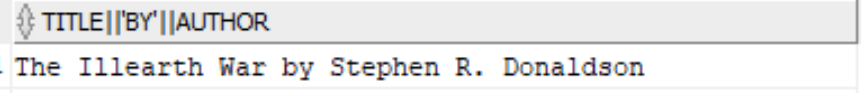 TITLE||'BY'||AUTHOR
The Illearth War by Stephen R. Donaldson